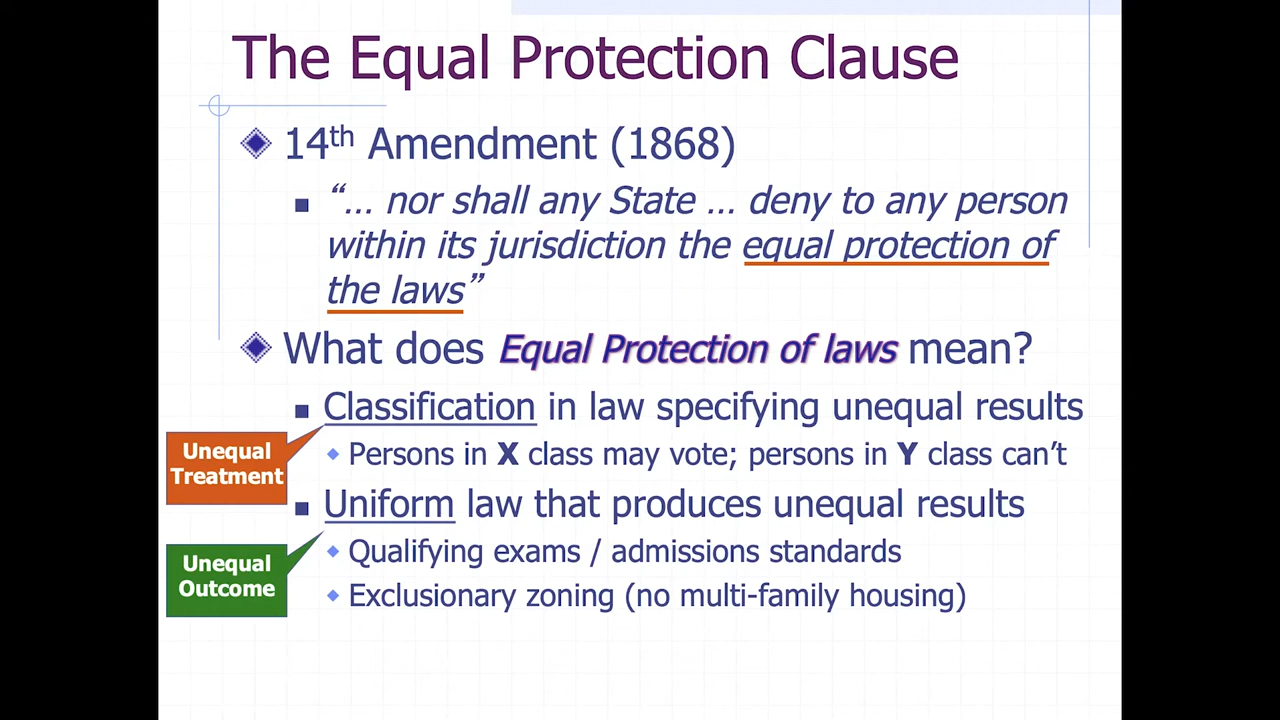 The Equal Protection Clause
14th Amendment (1868)
“… nor shall any State … deny to any person
within its jurisdiction the equal protection of
the laws”
What does Equal Protection of laws mean?
Classification in law specifying unequal results
Unequal
Treatment
Persons in X class may vote; persons in Y class can’t
Uniform law that produces unequal results
Unequal
Outcome
Qualifying exams / admissions standards
Exclusionary zoning (no multi-family housing)